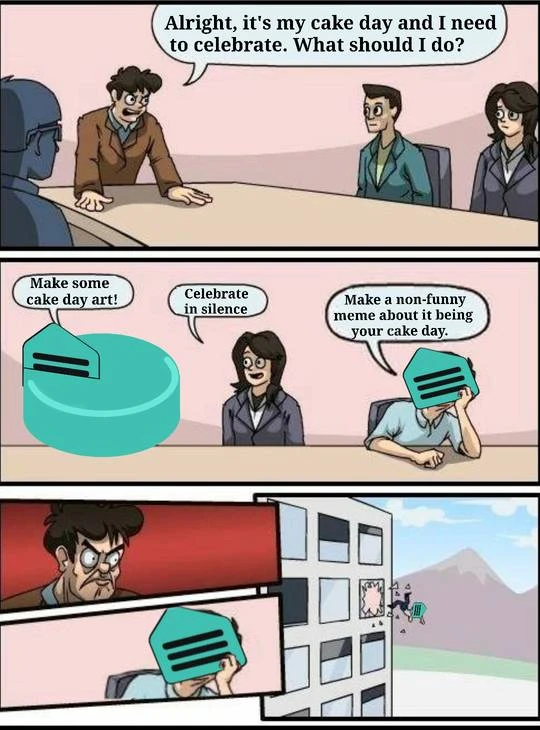 Alright, it's my cake day and I need
to celebrate. What should I do?
Make some
cake day art!
Celebrate
in silence
Make a non-funny
meme about it being
your cake day.